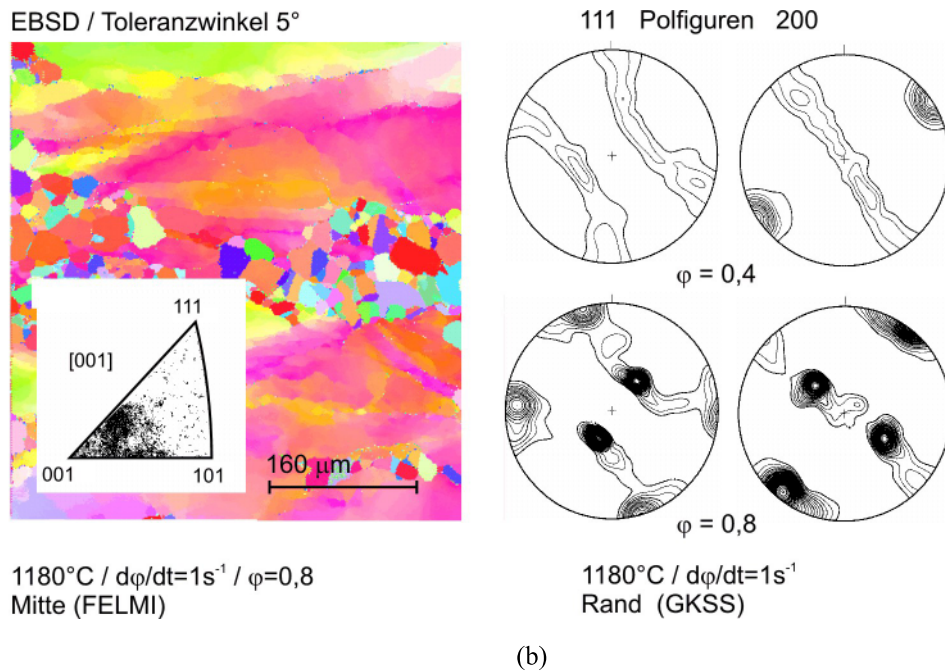 EBSD / Toleranzwinkel 5°
111 Polfiguren 200
111
[001]
001
101
160 μm
φ = 0,4
φ = 0,8
1180°C / dφ/dt=1s⁻¹ / φ=0,8
Mitte (FELMI)
1180°C / dφ/dt=1s⁻¹
Rand (GKSS)
(b)